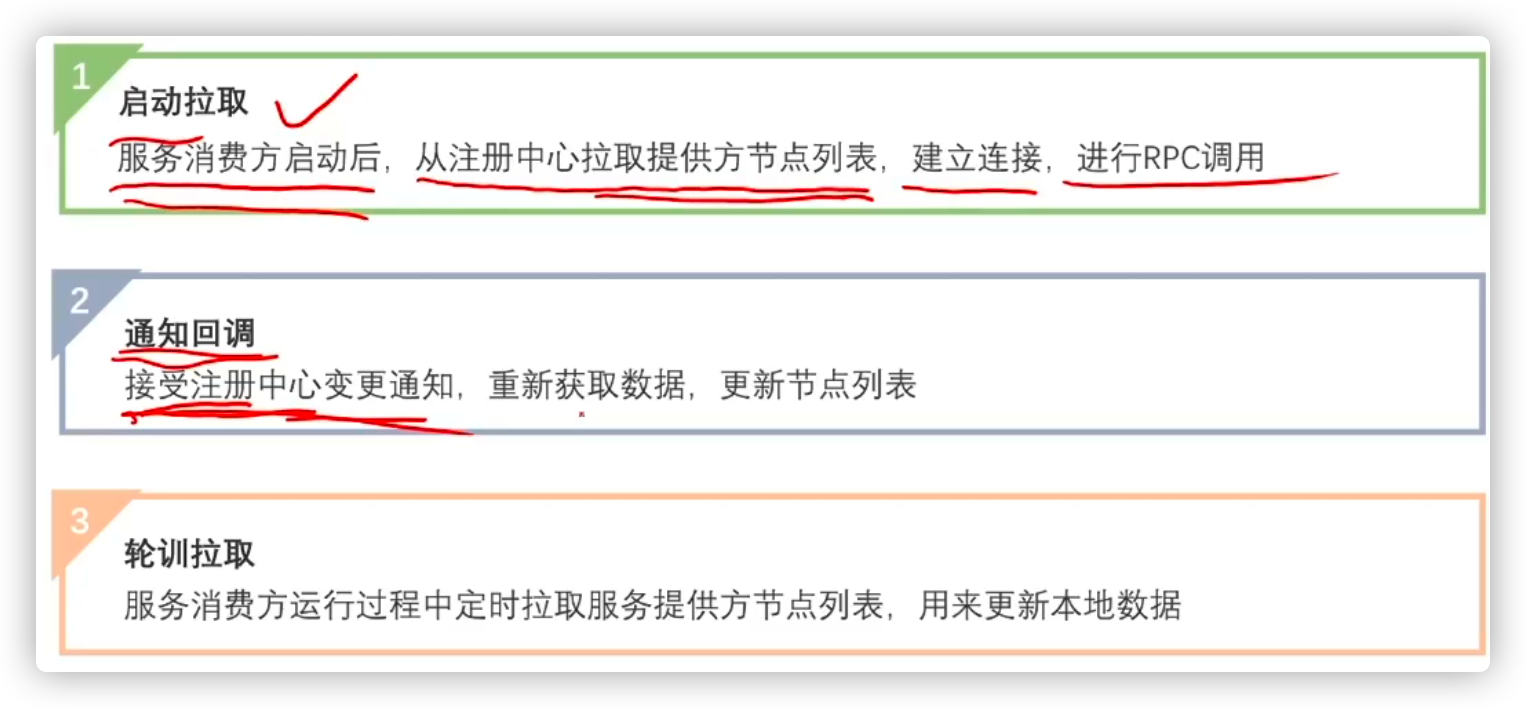 1
启动拉取
服务消费方启动后，从注册中心拉取提供方节点列表，建立连接，进行RPC调用
2
通知回调
接受注册中心变更通知，重新获取数据，更新节点列表
3
轮训拉取
服务消费方运行过程中定时拉取服务提供方节点列表，用来更新本地数据